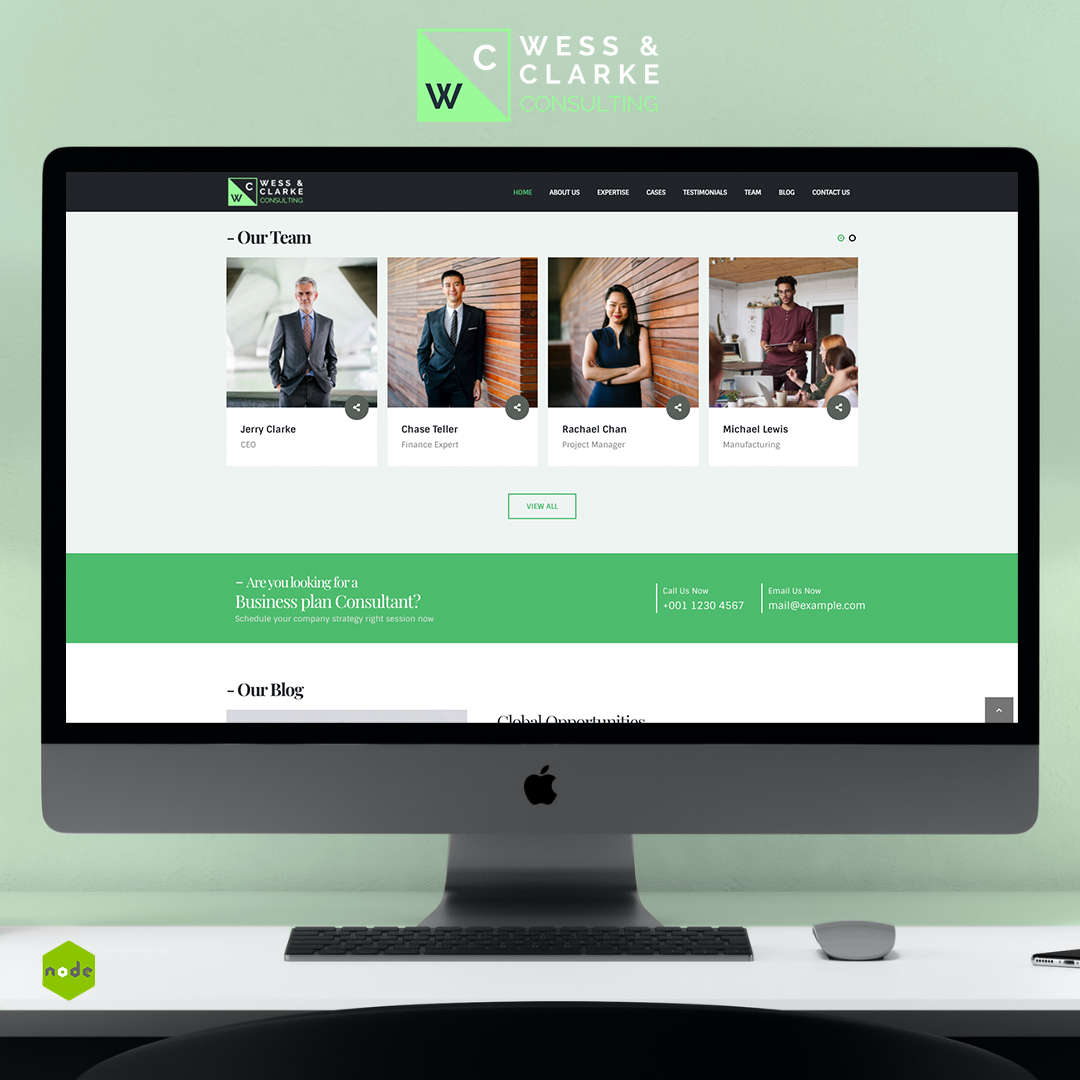 C
W
WESS &
CLARKE
CONSULTING
C
W
WESS &
CLARKE
CONSULTING
HOME ABOUT US EXPERTISE CASES TESTIMONIALS TEAM BLOG CONTACT US
– Our Team
Jerry Clarke
CEO
Chase Teller
Finance Expert
Rachael Chan
Project Manager
Michael Lewis
Manufacturing
VIEW ALL
– Are you looking for a
Business plan Consultant?
Schedule your company strategy right session now
Call Us Now
+001 1230 4567
Email Us Now
mail@example.com
– Our Blog
Global Opportunities
node